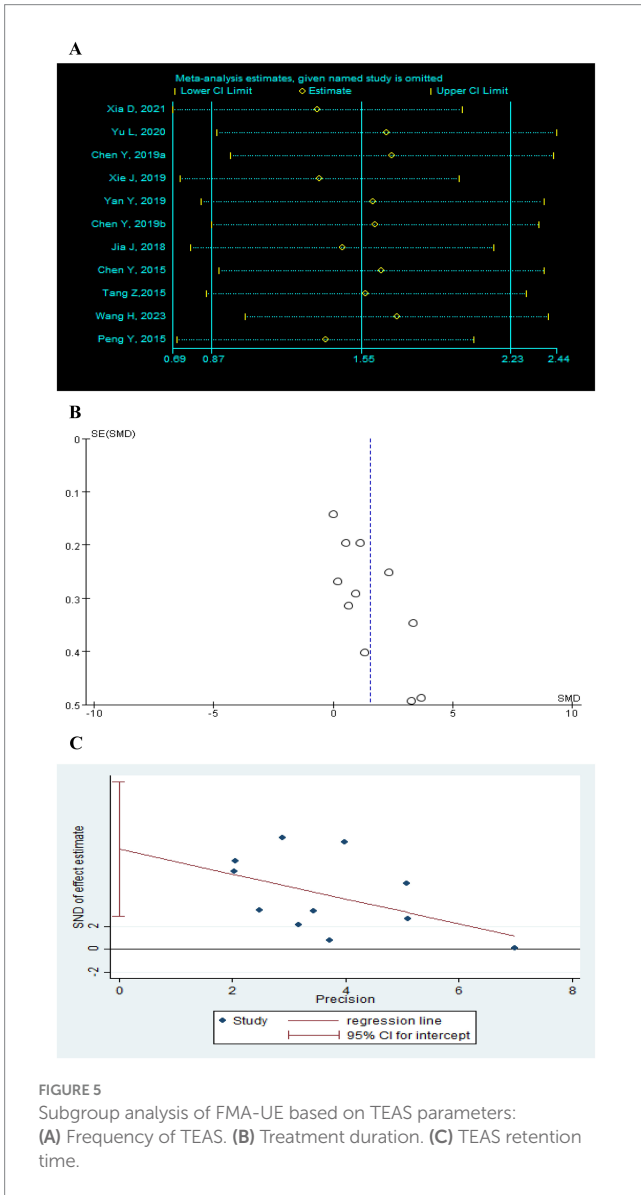 A
Meta-analysis estimates, given named study is omitted
Lower CI Limit Estimate Upper CI Limit
Xia D, 2021
Yu L, 2020
Chen Y, 2019a
Xie J, 2019
Yan Y, 2019
Chen Y, 2019b
Jia J, 2018
Chen Y, 2015
Tang Z,2015
Wang H, 2023
Peng Y, 2015
0.69 0.87 1.55 2.23 2.44
B
SE(SMD)
0
0.1
0.2
0.3
0.4
0.5
SMD
-10 -5 0 5 10
C
SND of effect estimate
2
0
-2
0 2 4 6 8
Precision
Study regression line
95% CI for intercept
FIGURE 5
Subgroup analysis of FMA-UE based on TEAS parameters:
(A) Frequency of TEAS. (B) Treatment duration. (C) TEAS retention
time.